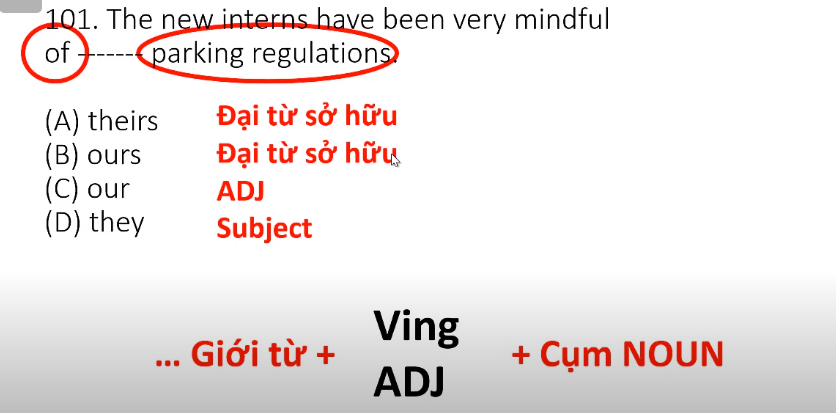 101. The new interns have been very mindful
of ------- parking regulations.
(A) theirs Đại từ sở hữu
(B) ours Đại từ sở hữu
(C) our ADJ
(D) they Subject
Ving
... Giới từ + + Cụm NOUN
ADJ